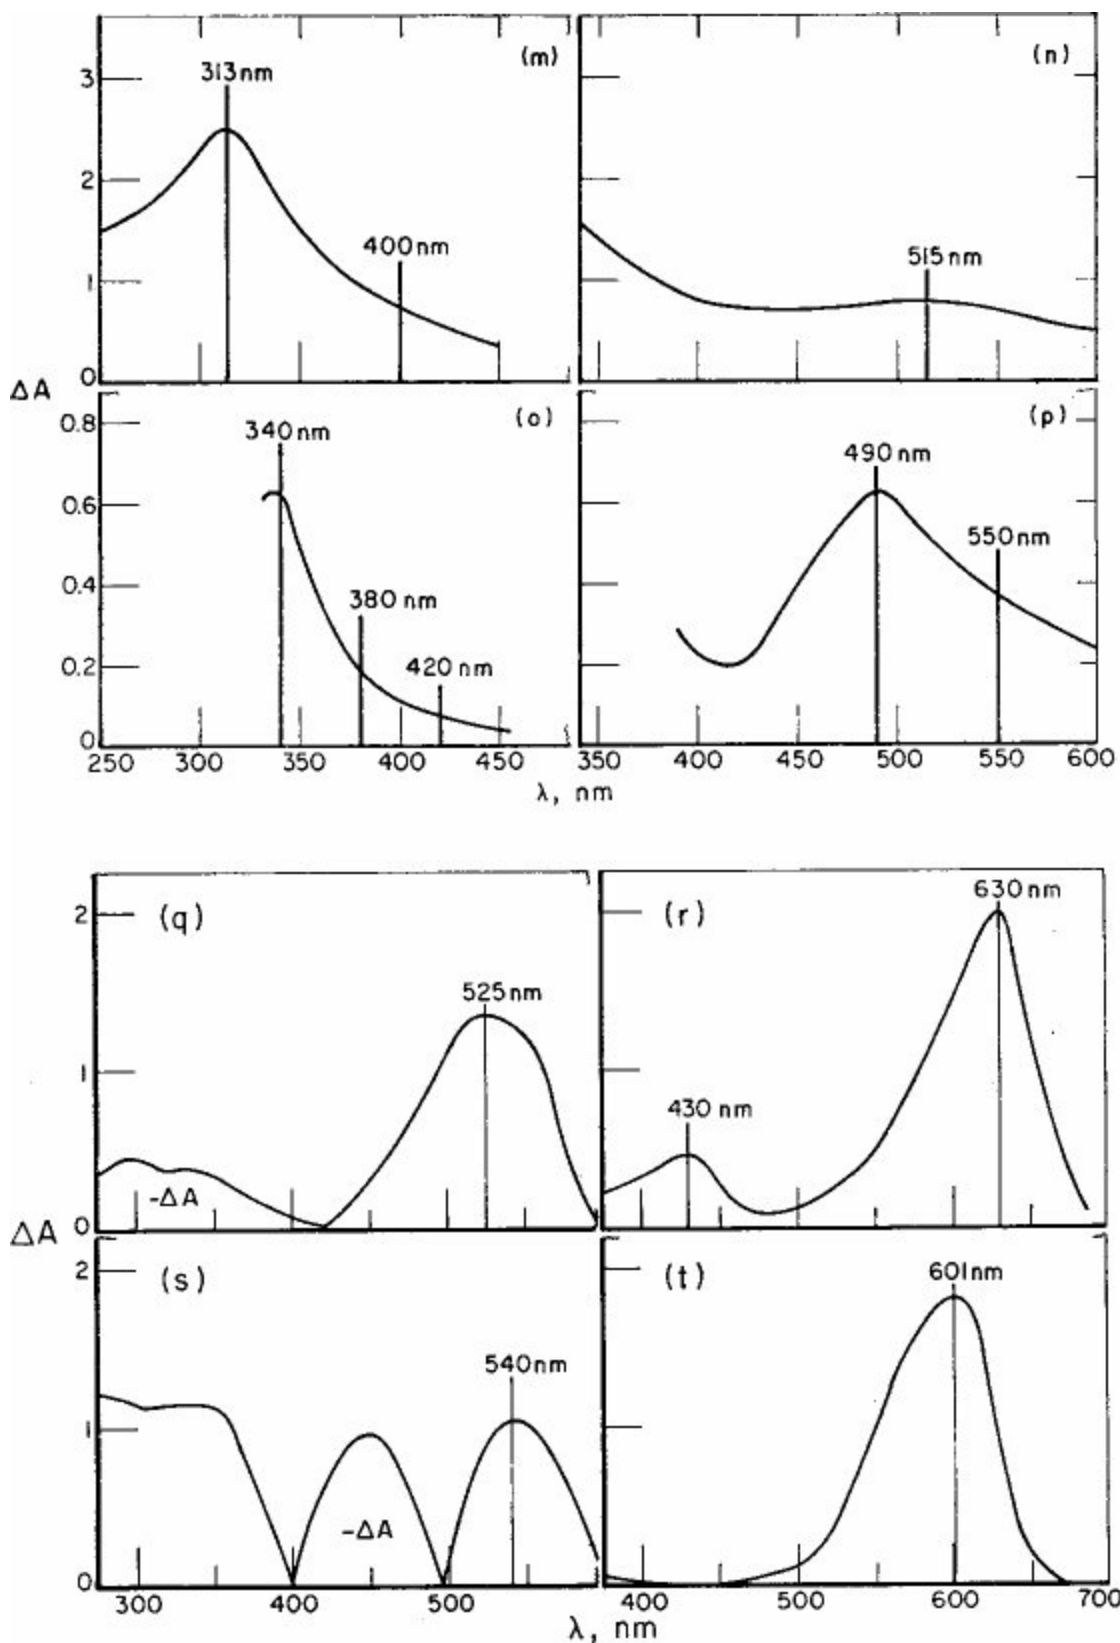 (m)
313nm
400nm
3
2
1
0
(n)
515nm
ΔA
(o)
340nm
380 nm
420 nm
0.8
0.6
0.4
0.2
0
250 300 350 400 450
(p)
490nm
550nm
350 400 450 500 550 600
λ, nm
(q)
525nm
-ΔA
2
1
0
(r)
630nm
430 nm
ΔA
(s)
540nm
-ΔA
2
1
0
300 400 500
(t)
601nm
400 500 600 700
λ, nm